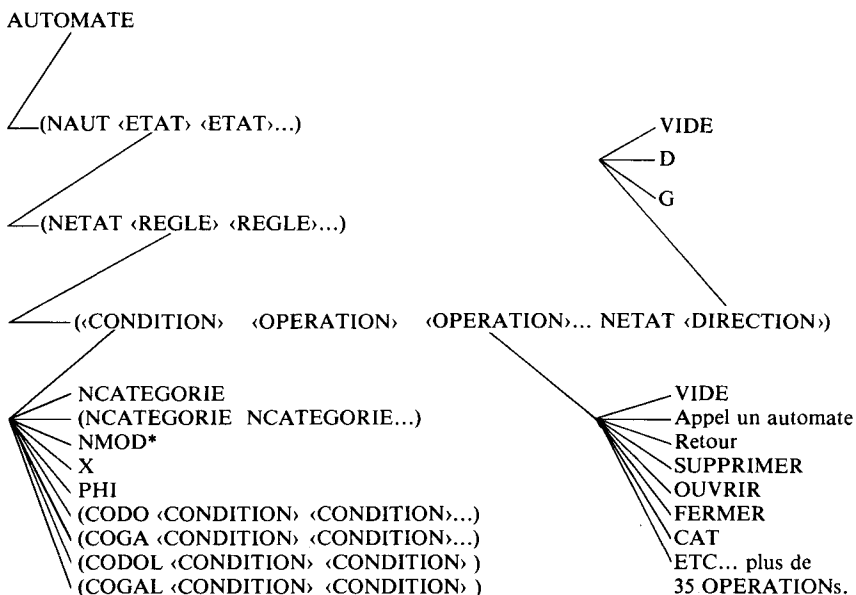 AUTOMATE
(NAUT ‹ETAT› ‹ETAT›...)
VIDE
D
G
(NETAT ‹REGLE› ‹REGLE›...)
(‹CONDITION› ‹OPERATION› ‹OPERATION›... NETAT ‹DIRECTION›)
NCATEGORIE
(NCATEGORIE NCATEGORIE...)
NMOD*
X
PHI
(CODO ‹CONDITION› ‹CONDITION›...)
(COGA ‹CONDITION› ‹CONDITION›...)
(CODOL ‹CONDITION› ‹CONDITION› )
(COGAL ‹CONDITION› ‹CONDITION› )
VIDE
Appel un automate
Retour
SUPPRIMER
OUVRIR
FERMER
CAT
ETC... plus de
35 OPERATIONs.